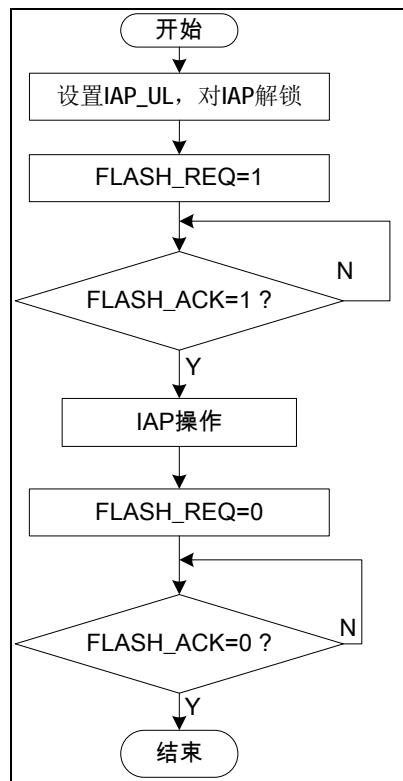 开始
设置IAP_UL，对IAP解锁
FLASH_REQ=1
N
FLASH_ACK=1 ?
Y
IAP操作
FLASH_REQ=0
FLASH_ACK=0 ?
N
Y
结束